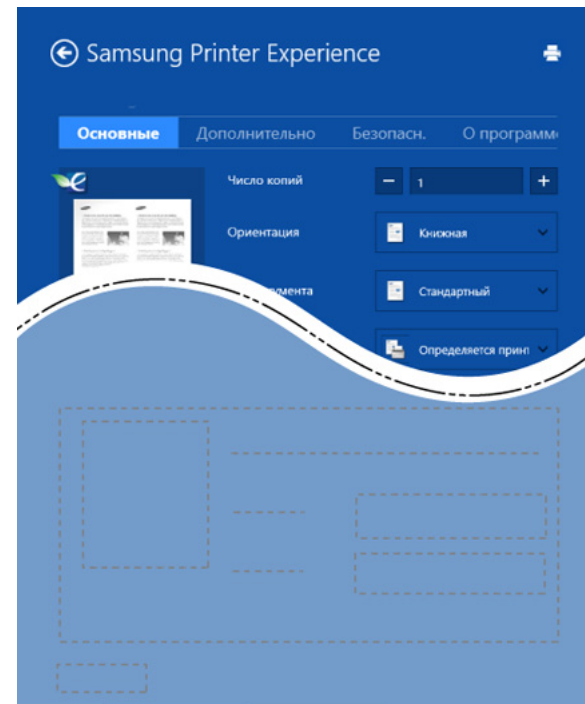 Samsung Printer Experience
Основные Дополнительно Безопасн. О программ
Число копий 1
Ориентация Книжная
Стандартный
Определяется принт